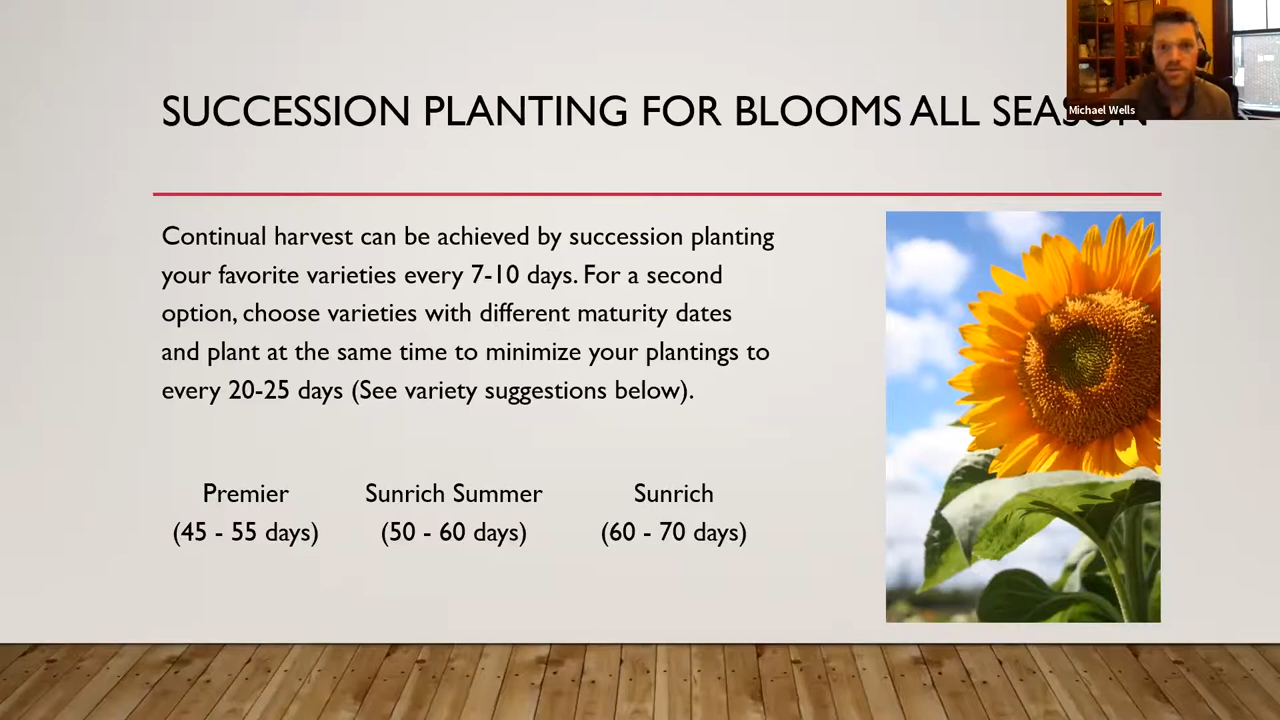 SUCCESSION PLANTING FOR BLOOMS ALL SEASON
Michael Wells
Continual harvest can be achieved by succession planting
your favorite varieties every 7-10 days. For a second
option, choose varieties with different maturity dates
and plant at the same time to minimize your plantings to
every 20-25 days (See variety suggestions below).
Premier Sunrich Summer Sunrich
(45 - 55 days) (50 - 60 days) (60 - 70 days)